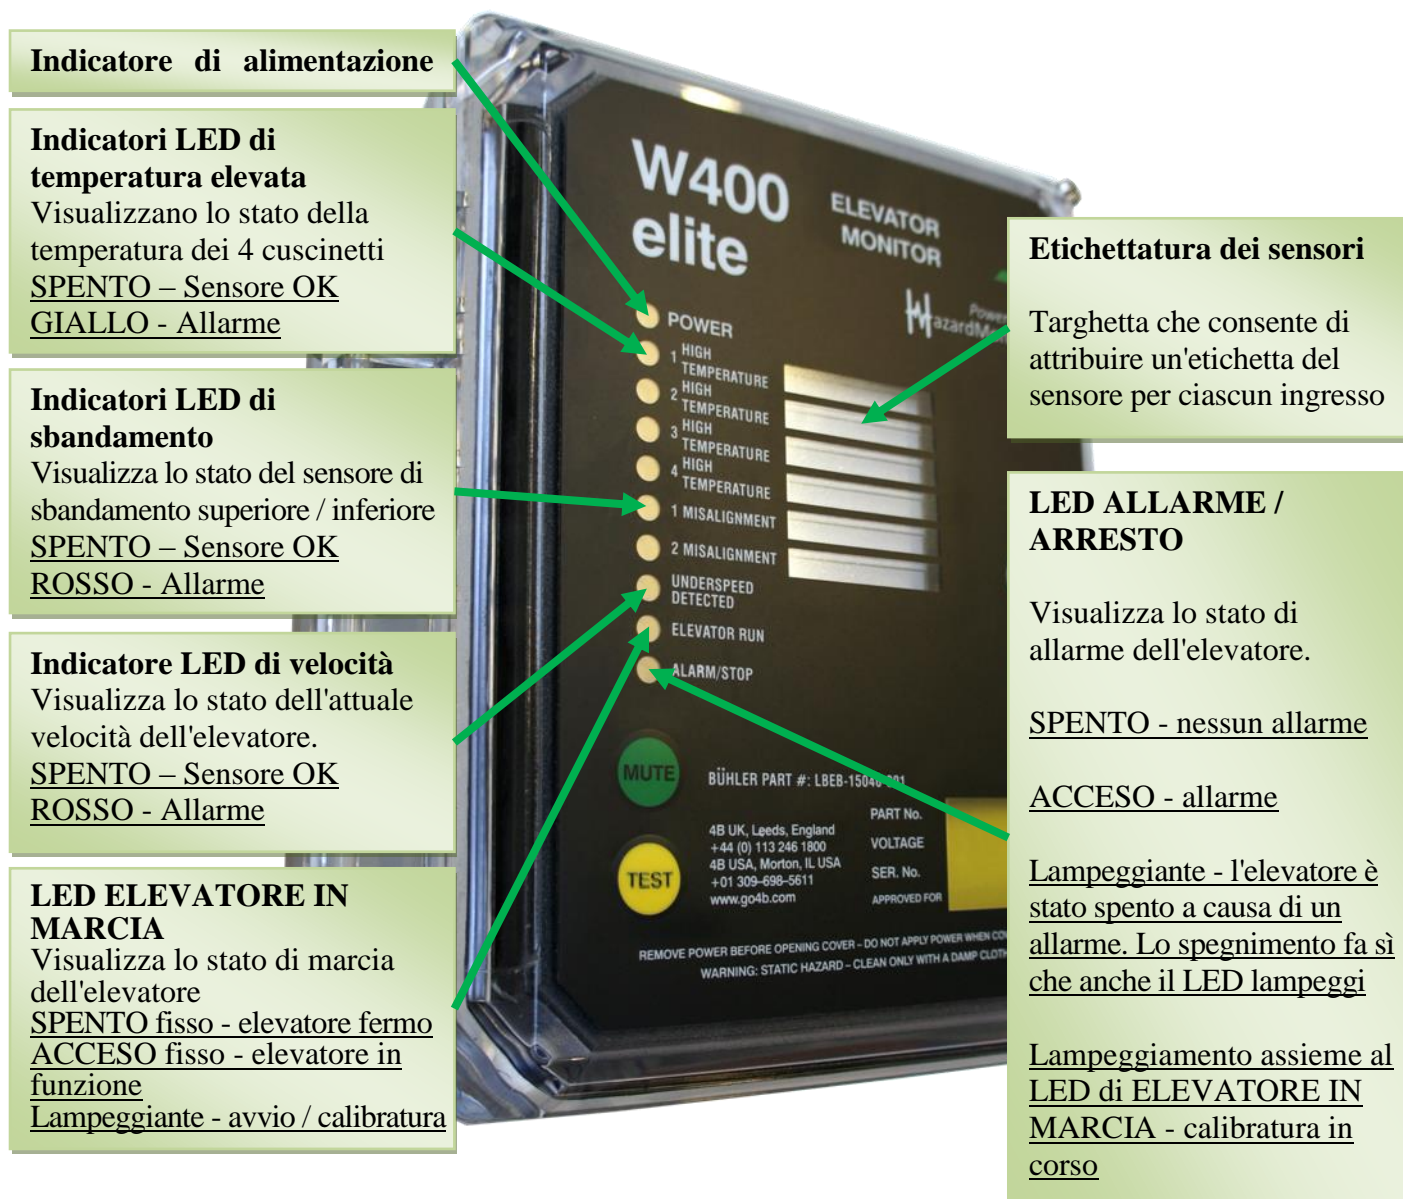 Indicatore di alimentazione
Indicatori LED di
temperatura elevata
Visualizzano lo stato della
temperatura dei 4 cuscinetti
SPENTO – Sensore OK
GIALLO - Allarme
Indicatori LED di
sbandamento
Visualizza lo stato del sensore di
sbandamento superiore / inferiore
SPENTO – Sensore OK
ROSSO - Allarme
Indicatore LED di velocità
Visualizza lo stato dell'attuale
velocità dell'elevatore.
SPENTO – Sensore OK
ROSSO - Allarme
LED ELEVATORE IN
MARCIA
Visualizza lo stato di marcia
dell'elevatore
SPENTO fisso - elevatore fermo
ACCESO fisso - elevatore in
funzione
Lampeggiante - avvio / calibratura
W400
elite
ELEVATOR
MONITOR
POWER
1 HIGH
TEMPERATURE
2 HIGH
TEMPERATURE
3 HIGH
TEMPERATURE
4 HIGH
TEMPERATURE
1 MISALIGNMENT
2 MISALIGNMENT
UNDERSPEED
DETECTED
ELEVATOR RUN
ALARM/STOP
MUTE
TEST
BÜHLER PART #:
4B UK, Leeds, England
+44 (0) 113 246 1800
4B USA, Morton, IL USA
+01 309–698–5611
www.go4b.com
PART No.
VOLTAGE
SER. No.
APPROVED FOR
REMOVE POWER BEFORE OPENING COVER – DO NOT APPLY POWER WHEN
WARNING: STATIC HAZARD – CLEAN ONLY WITH A DAMP CLOTH
Etichettatura dei sensori
Targhetta che consente di
attribuire un'etichetta del
sensore per ciascun ingresso
LED ALLARME /
ARRESTO
Visualizza lo stato di
allarme dell'elevatore.
SPENTO - nessun allarme
ACCESO - allarme
Lampeggiante - l'elevatore è
stato spento a causa di un
allarme. Lo spegnimento fa sì
che anche il LED lampeggi
Lampeggiamento assieme al
LED di ELEVATORE IN
MARCIA - calibratura in
corso